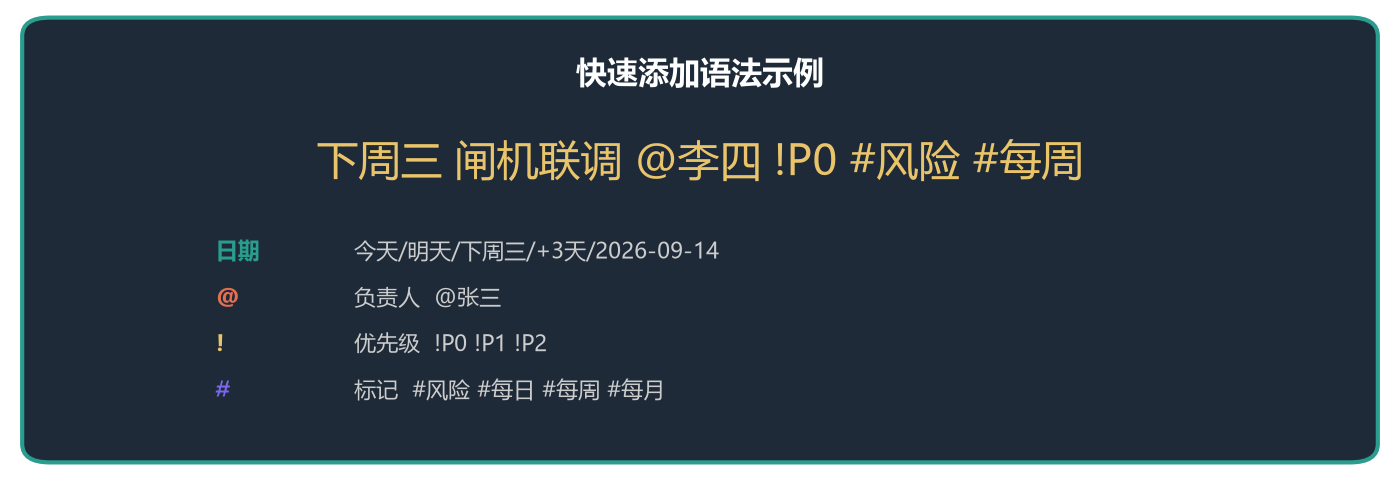 快速添加语法示例
下周三 闸机联调 @李四 !P0 #风险 #每周
日期 今天/明天/下周三/+3天/2026-09-14
@ 负责人 @张三
! 优先级 !P0 !P1 !P2
# 标记 #风险 #每日 #每周 #每月